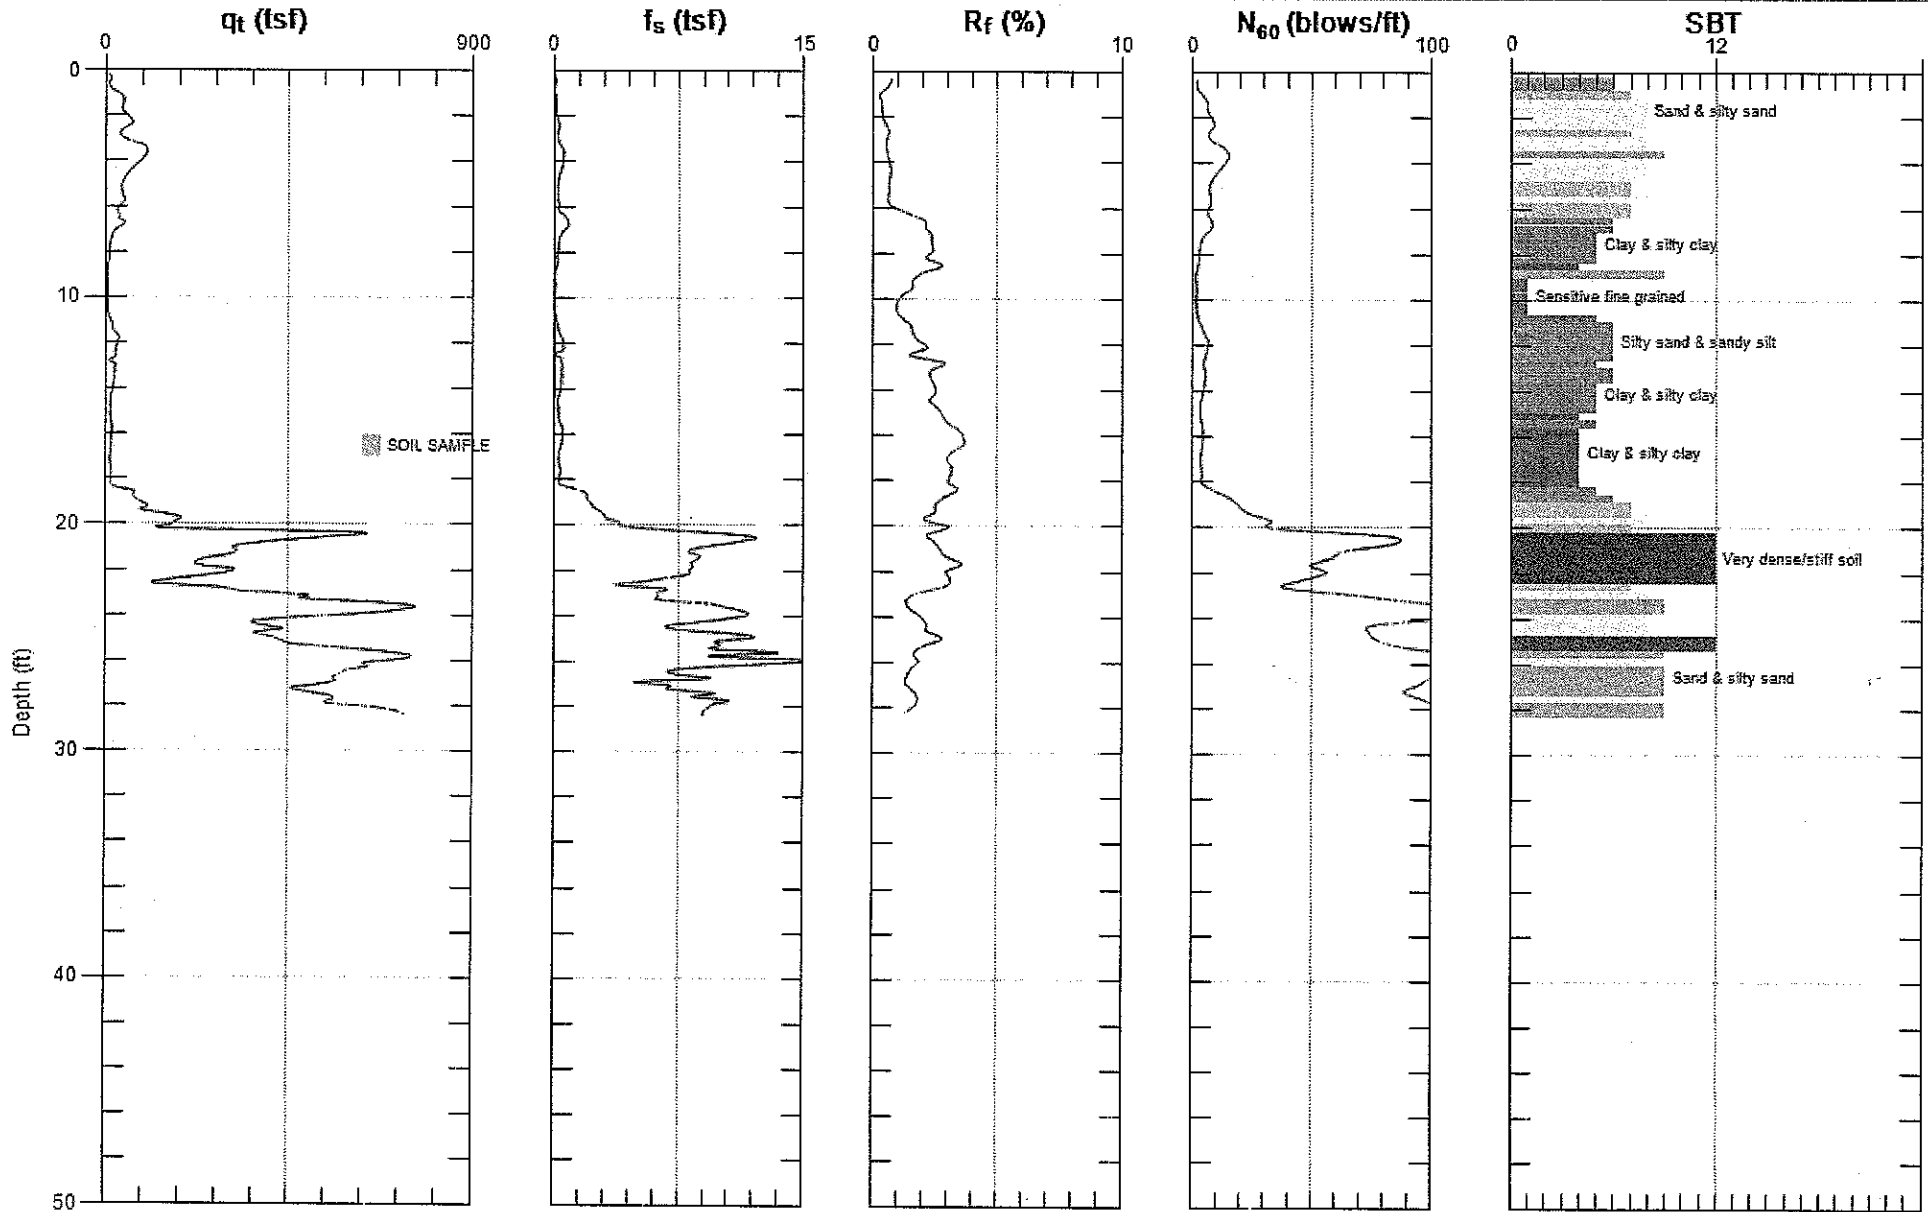 qt (tsf)
fs (tsf)
Rf (%)
N60 (blows/ft)
SBT
0 900
0 15
0 10
0 100
0 12
0
Sand & silty sand
Clay & silty clay
10
Sensitive fine grained
Silty sand & sandy silt
Clay & silty clay
SOIL SAMPLE
Clay & silty clay
20
Very dense/stiff soil
Sand & silty sand
Depth (ft)
30
40
50